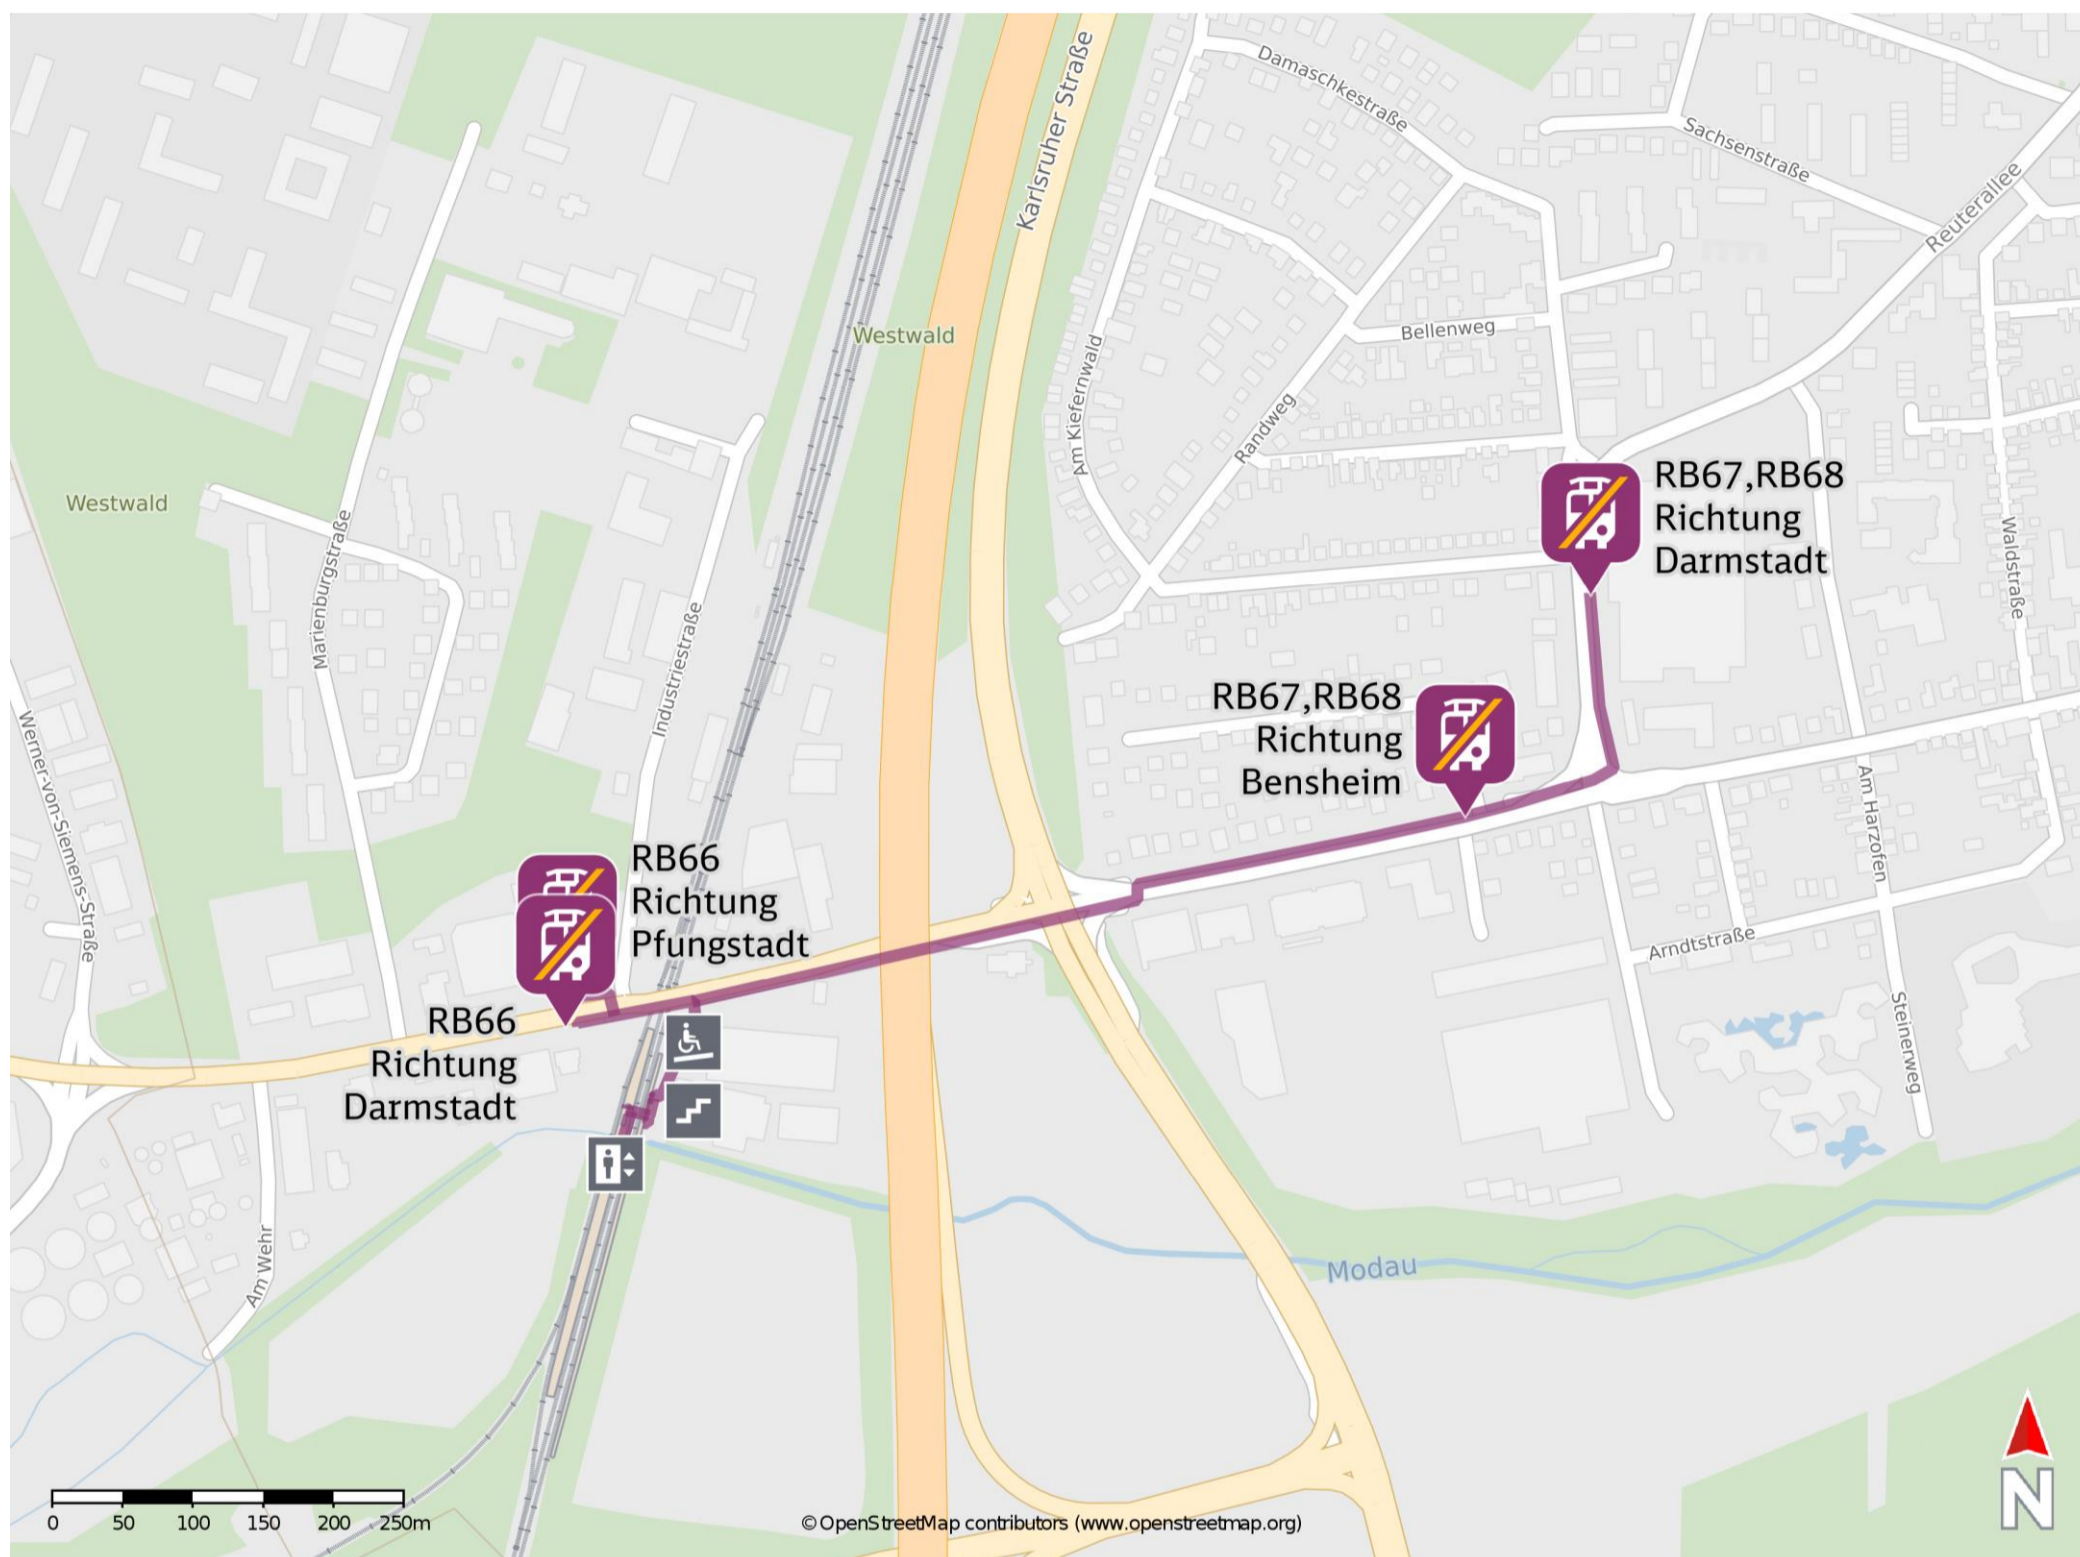 Karlsruher Straße
Damaschkestraße
Sachsenstraße
Reuterallee
Westwald
Bellenweg
Am Kiefernwald
Randweg
Westwald
RB67,RB68
Richtung
Darmstadt
Marienburgstraße
Waldstraße
Industriestraße
RB67,RB68
Richtung
Bensheim
Werner-von-Siemens-Straße
Am Harzofen
RB66
Richtung
Pfungstadt
Arndtstraße
RB66
Richtung
Darmstadt
Steinerweg
Am Wehr
Modau
0 50 100 150 200 250m
© OpenStreetMap contributors (www.openstreetmap.org)
N